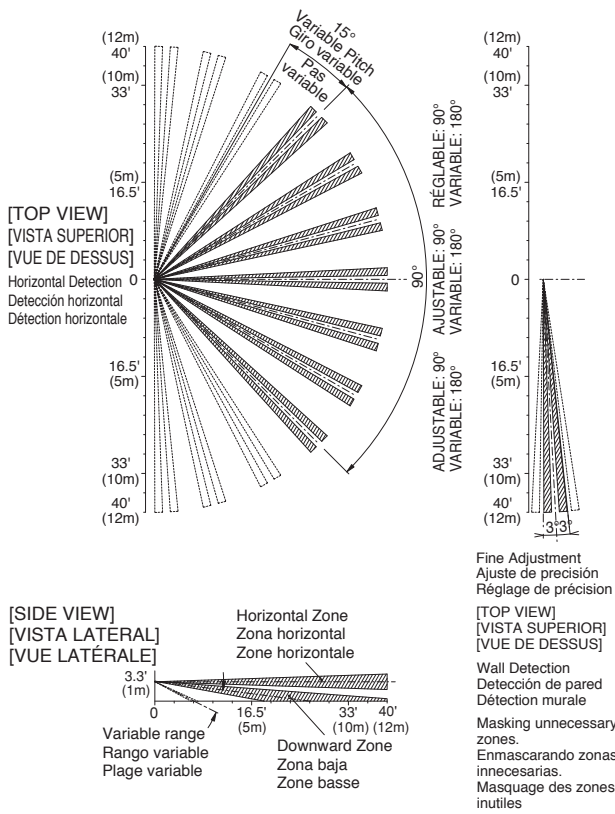 (12m)
40'
(10m)
33'
(5m)
16.5'
[TOP VIEW]
[VISTA SUPERIOR]
[VUE DE DESSUS]
Horizontal Detection
Detección horizontal
Détection horizontale
0
16.5'
(5m)
33'
(10m)
40'
(12m)
15°
Variable Pitch
Giro variable
Pas
variable
90°
RÉGLABLE: 90°
VARIABLE: 180°
AJUSTABLE: 90°
VARIABLE: 180°
ADJUSTABLE: 90°
VARIABLE: 180°
(12m)
40'
(10m)
33'
(5m)
16.5'
0
16.5'
(5m)
33'
(10m)
40'
(12m)
3°3°
Fine Adjustment
Ajuste de precisión
Réglage de précision
[TOP VIEW]
[VISTA SUPERIOR]
[VUE DE DESSUS]
Wall Detection
Detección de pared
Détection murale
Masking unnecessary
zones.
Enmascarando zonas
innecesarias.
Masquage des zones
inutiles
[SIDE VIEW]
[VISTA LATERAL]
[VUE LATÉRALE]
Horizontal Zone
Zona horizontal
Zone horizontale
3.3'
(1m)
0
16.5'
(5m)
33'
(10m)
40'
(12m)
Variable range
Rango variable
Plage variable
Downward Zone
Zona baja
Zone basse